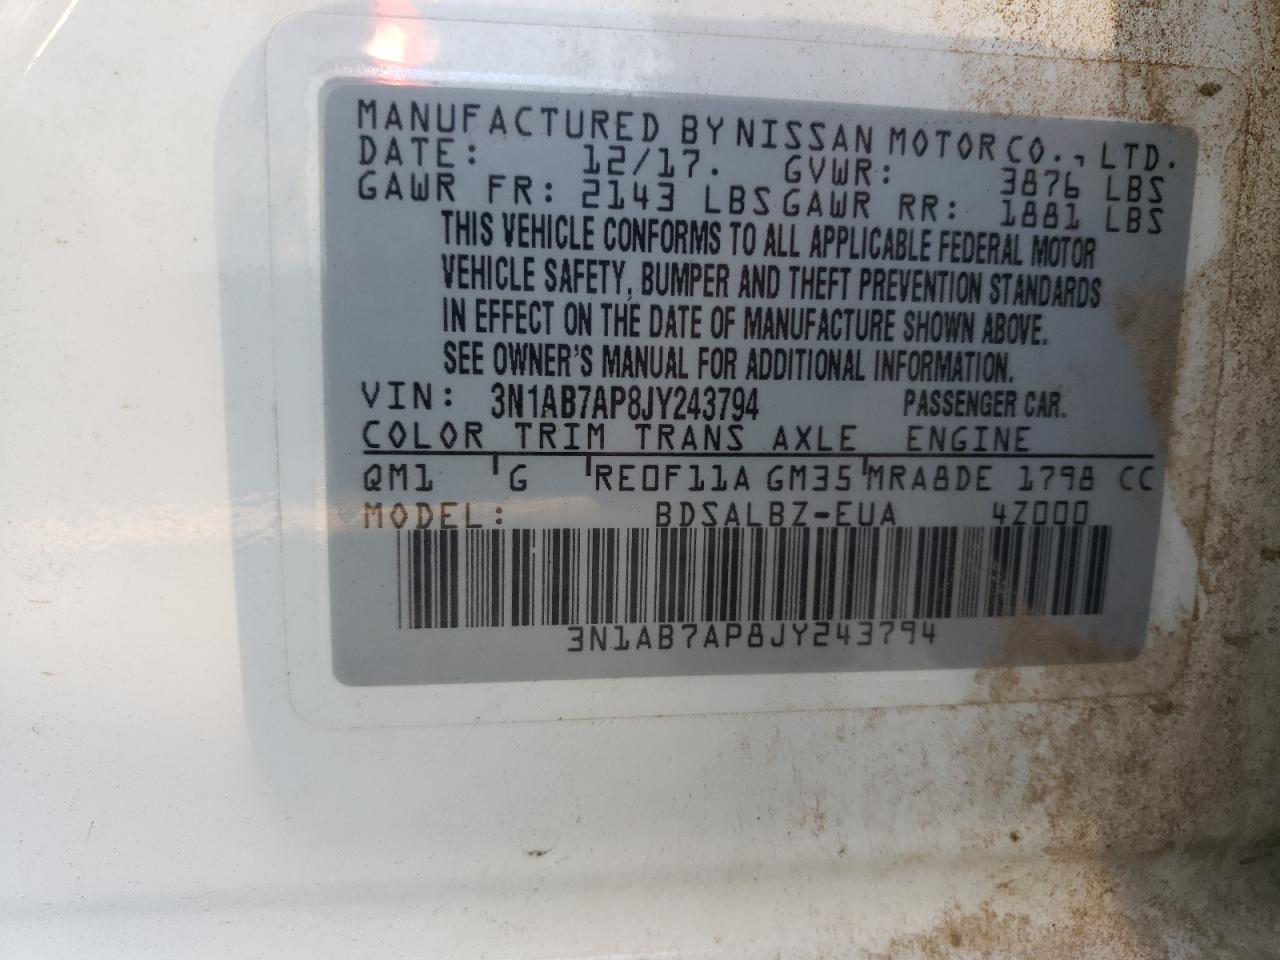 MANUFACTURED BY NISSAN MOTOR CO., LTD.
DATE: 12/17. GVWR: 3876 LBS
GAWR FR: 2143 LBS GAWR RR: 1881 LBS
THIS VEHICLE CONFORMS TO ALL APPLICABLE FEDERAL MOTOR
VEHICLE SAFETY, BUMPER AND THEFT PREVENTION STANDARDS
IN EFFECT ON THE DATE OF MANUFACTURE SHOWN ABOVE.
SEE OWNER'S MANUAL FOR ADDITIONAL INFORMATION.
VIN: 3N1AB7AP8JY243794 PASSENGER CAR.
COLOR TRIM TRANS AXLE ENGINE
QM1 G RE0F11A GM35 MRA8DE 1798 CC
MODEL: BDSALBZ-EUA 4Z000
3N1AB7AP8JY243794